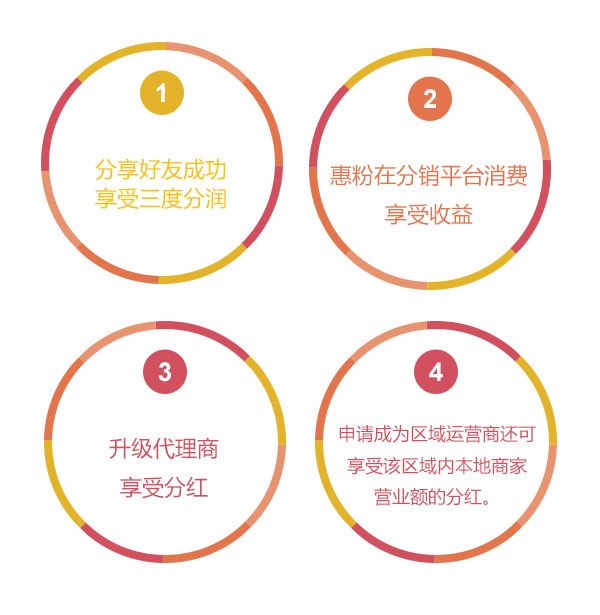 1
分享好友成功
享受三度分润
2
惠粉在分销平台消费
享受收益
3
升级代理商
享受分红
4
申请成为区域运营商还可
享受该区域内本地商家
营业额的分红。